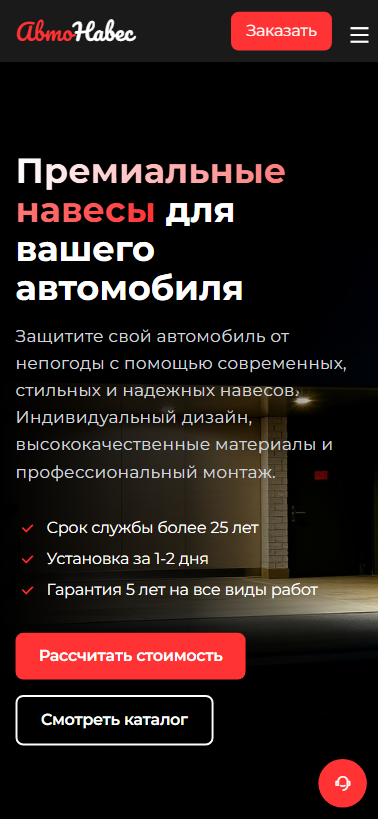 АвтоНавес
Заказать
Премиальные
навесы для
вашего
автомобиля
Защитите свой автомобиль от
непогоды с помощью современных,
стильных и надежных навесов.
Индивидуальный дизайн,
высококачественные материалы и
профессиональный монтаж.
Срок службы более 25 лет
Установка за 1-2 дня
Гарантия 5 лет на все виды работ
Рассчитать стоимость
Смотреть каталог